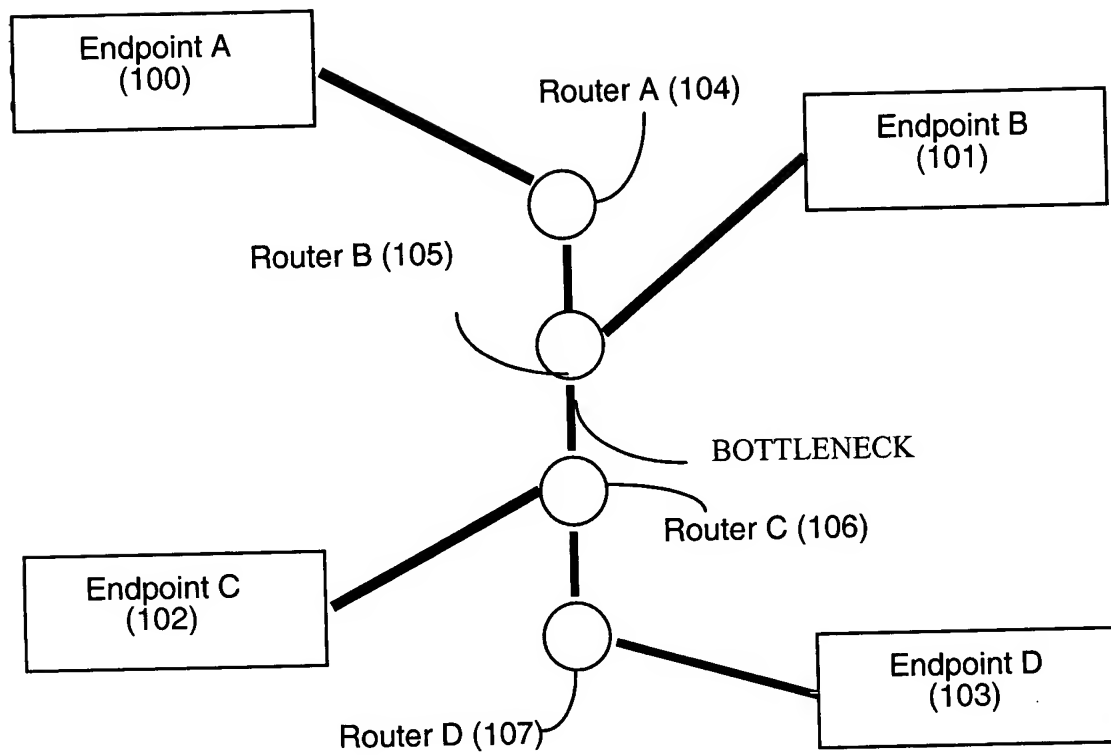 Endpoint A
(100)
Router A (104)
Endpoint B
(101)
Router B (105)
BOTTLENECK
Router C (106)
Endpoint C
(102)
Endpoint D
(103)
Router D (107)